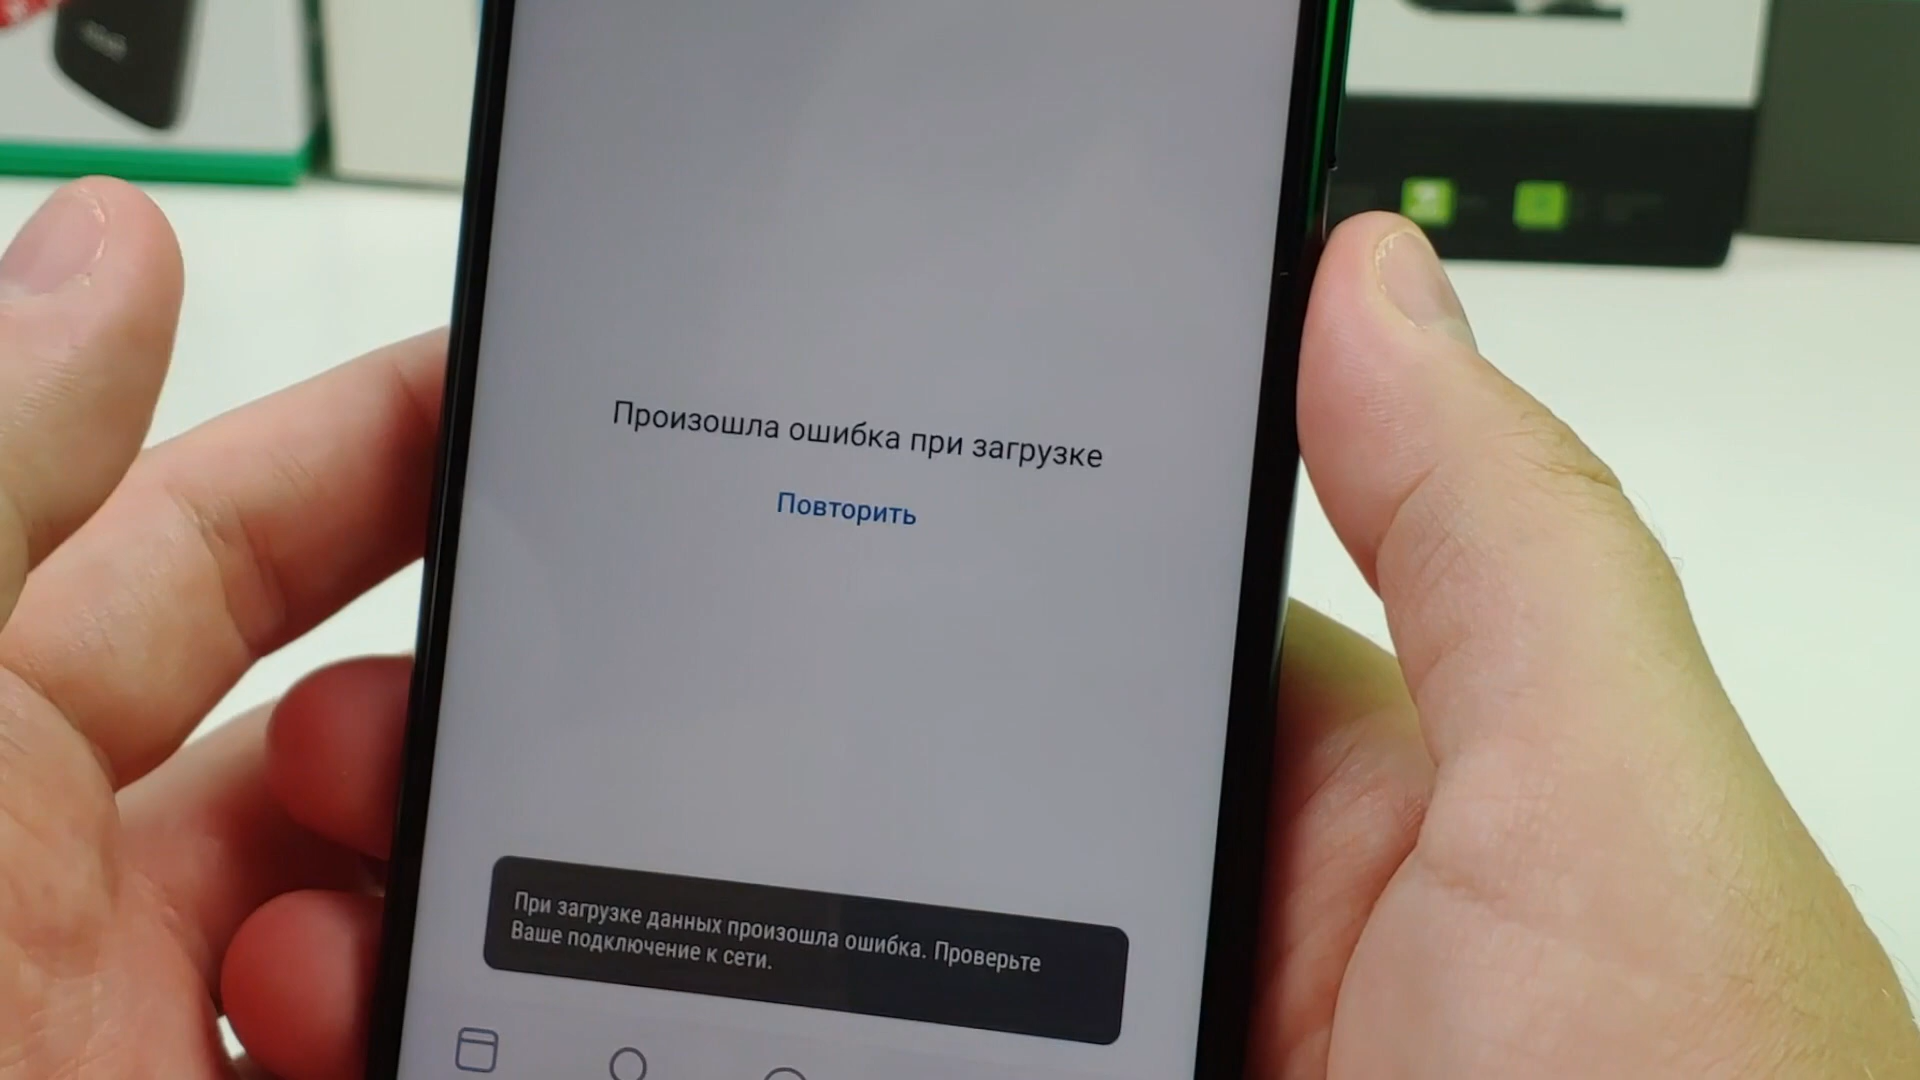 Произошла ошибка при загрузке
Повторить
При загрузке данных произошла ошибка. Проверьте
Ваше подключение к сети.